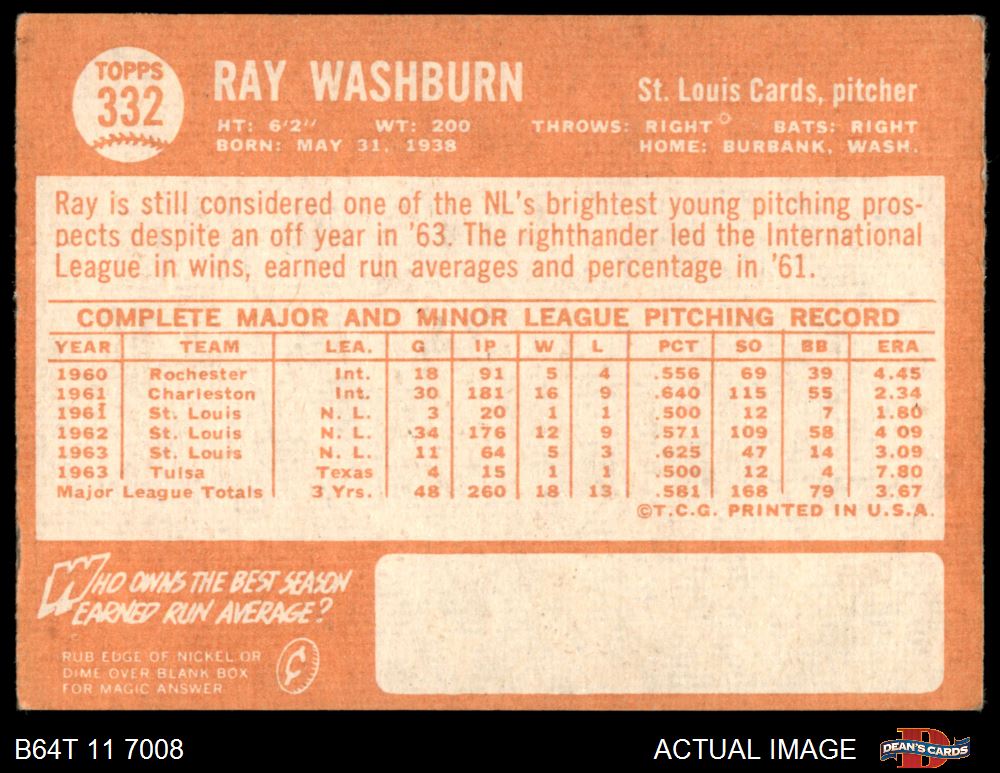 TOPPS
332
RAY WASHBURN
St. Louis Cards, pitcher
HT: 6'2" WT: 200 THROWS: RIGHT BATS: RIGHT
BORN: MAY 31, 1938 HOME: BURBANK, WASH.
Ray is still considered one of the NL's brightest young pitching pros-
pects despite an off year in '63. The righthander led the International
League in wins, earned run averages and percentage in '61.
COMPLETE MAJOR AND MINOR LEAGUE PITCHING RECORD
YEAR TEAM LEA. G IP W L PCT SO BB ERA
1960 Rochester Int. 18 91 5 4 .556 69 39 4.45
1961 Charleston Int. 30 181 16 9 .640 115 55 2.34
1961 St. Louis N. L. 3 20 1 1 .500 12 7 1.80
1962 St. Louis N. L. 34 176 12 9 .571 109 58 4 09
1963 St. Louis N. L. 11 64 5 3 .625 47 14 3.09
1963 Tulsa Texas 4 15 1 1 .500 12 4 7.80
Major League Totals 3 Yrs. 48 260 18 13 .581 168 79 3.67
©T.C.G. PRINTED IN U.S.A.
WHO OWNS THE BEST SEASON
EARNED RUN AVERAGE?
RUB EDGE OF NICKEL OR
DIME OVER BLANK BOX
FOR MAGIC ANSWER
¢
B64T 11 7008
ACTUAL IMAGE
DEAN'S CARDS